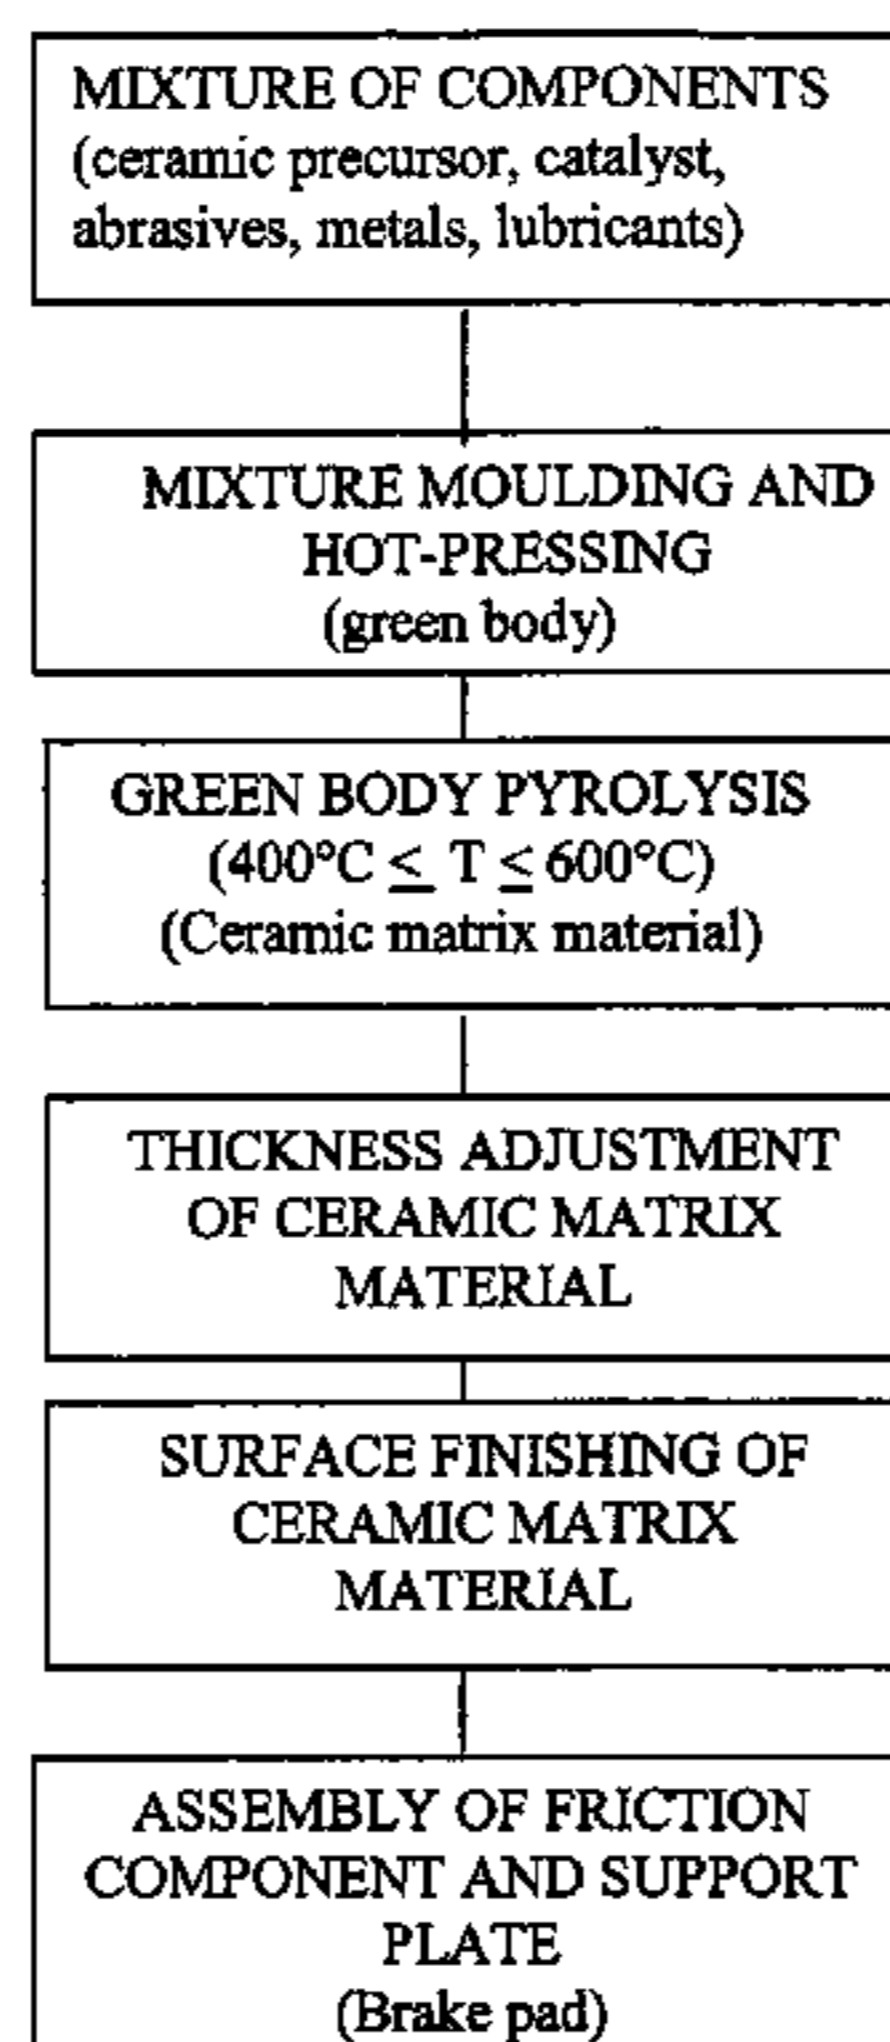 MIXTURE OF COMPONENTS
(ceramic precursor, catalyst,
abrasives, metals, lubricants)
MIXTURE MOULDING AND
HOT-PRESSING
(green body)
GREEN BODY PYROLYSIS
(400°C ≤ T ≤ 600°C)
(Ceramic matrix material)
THICKNESS ADJUSTMENT
OF CERAMIC MATRIX
MATERIAL
SURFACE FINISHING OF
CERAMIC MATRIX
MATERIAL
ASSEMBLY OF FRICTION
COMPONENT AND SUPPORT
PLATE
(Brake pad)